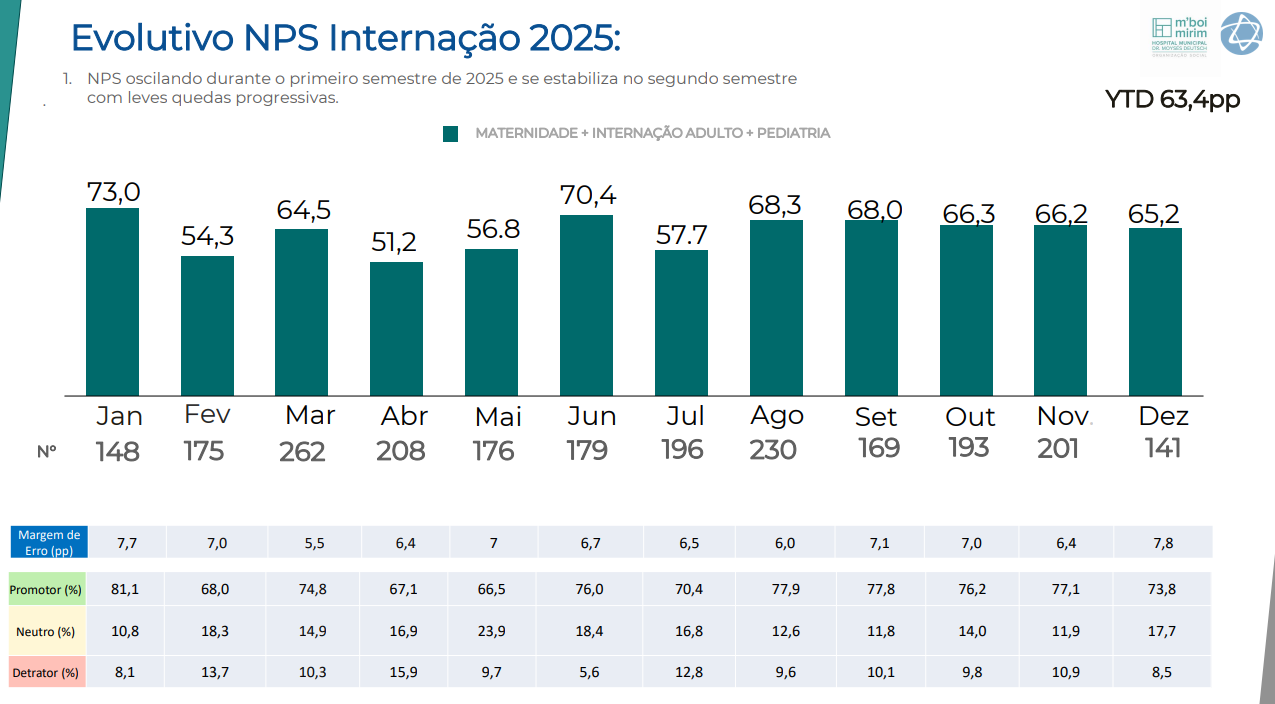 Evolutivo NPS Internação 2025:
m'boi
mirim
HOSPITAL MUNICIPAL
DR. MOYSÉS DEUTSCH
ORGANIZAÇÃO SOCIAL
1. NPS oscilando durante o primeiro semestre de 2025 e se estabiliza no segundo semestre
com leves quedas progressivas.
.
YTD 63,4pp
MATERNIDADE + INTERNAÇÃO ADULTO + PEDIATRIA
73,0 54,3 64,5 51,2 56.8 70,4 57.7 68,3 68,0 66,3 66,2 65,2
Jan Fev Mar Abr Mai Jun Jul Ago Set Out Nov. Dez
Nº 148 175 262 208 176 179 196 230 169 193 201 141
Margem de
Erro (pp) 7,7 7,0 5,5 6,4 7 6,7 6,5 6,0 7,1 7,0 6,4 7,8
Promotor (%) 81,1 68,0 74,8 67,1 66,5 76,0 70,4 77,9 77,8 76,2 77,1 73,8
Neutro (%) 10,8 18,3 14,9 16,9 23,9 18,4 16,8 12,6 11,8 14,0 11,9 17,7
Detrator (%) 8,1 13,7 10,3 15,9 9,7 5,6 12,8 9,6 10,1 9,8 10,9 8,5